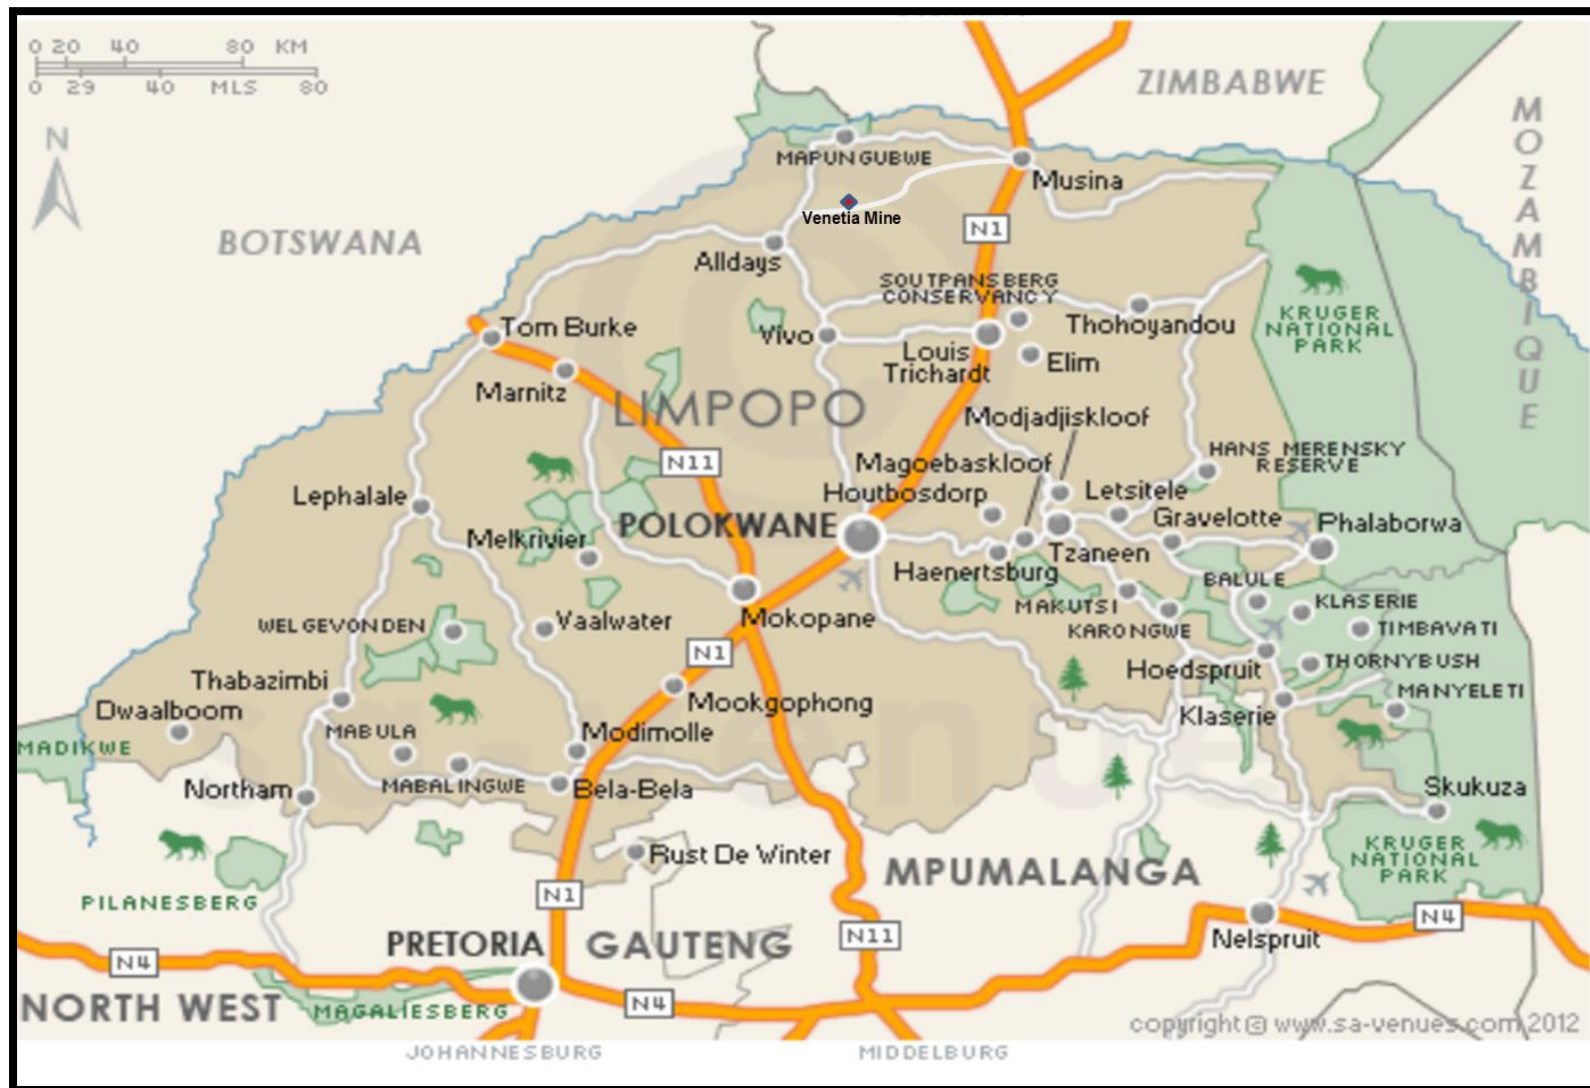 0 20 40 80 KM
0 29 40 MLS 80
N
ZIMBABWE
MOZAMBIQUE
BOTSWANA
MAPUNGUBWE
Musina
Venetia Mine
N1
Alldays
SOUTPANSBERG
CONSERVANCY
KRUGER
NATIONAL
PARK
Tom Burke
Vivo
Thohoyandou
Louis
Trichardt
Elim
Marnitz
LIMPOPO
Modjadjiskloof
N11
Magoebaskloof
HANS MERENSKY
RESERVE
Lephalale
Houtbosdorp
Letsitele
POLOKWANE
Gravelotte
Phalaborwa
Melkrivier
Tzaneen
Haenertsburg
BALULE
MAKUTSI
KLASERIE
WELGEVONDEN
Vaalwater
Mokopane
KARONGWE
TIMBAVATI
N1
Hoedspruit
THORNYBUSH
Thabazimbi
MANYELETI
Dwaalboom
Mookgophong
Klaserie
MABULA
Modimolle
MADIKWE
Northam
MABALINGWE
Bela-Bela
Skukuza
Rust De Winter
MPUMALANGA
KRUGER
NATIONAL
PARK
PILANESBERG
N1
N4
PRETORIA
GAUTENG
N11
Nelspruit
N4
NORTH WEST
MAGALIESBERG
N4
copyright © www.sa-venues.com 2012
JOHANNESBURG
MIDDELBURG